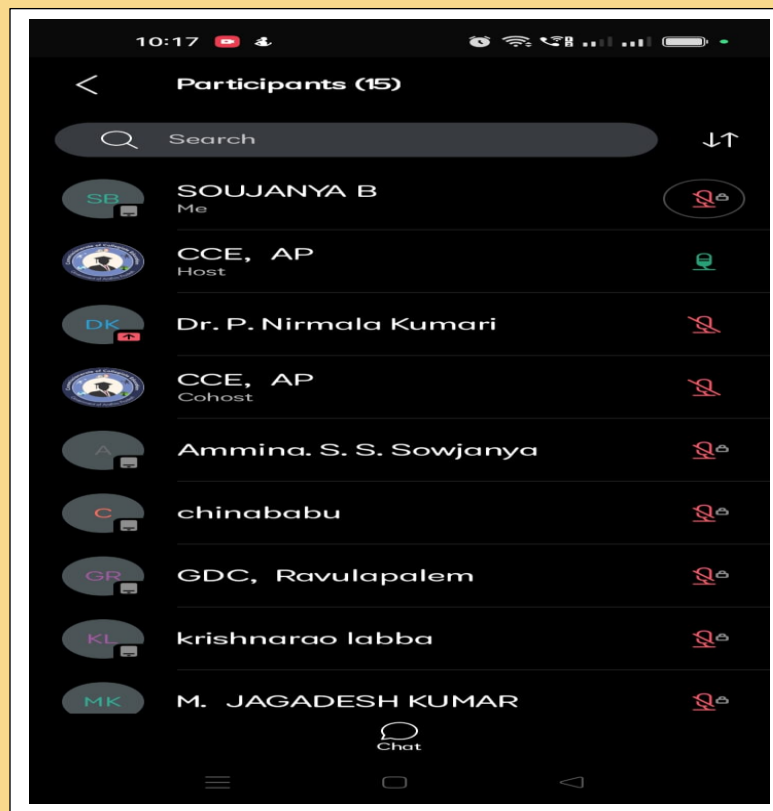 10:17
Participants (15)
Search
SB SOUJANYA B
Me
CCE, AP
Host
DK Dr. P. Nirmala Kumari
CCE, AP
Cohost
A Ammina. S. S. Sowjanya
C chinababu
GR GDC, Ravulapalem
KL krishnarao labba
MK M. JAGADESH KUMAR
Chat